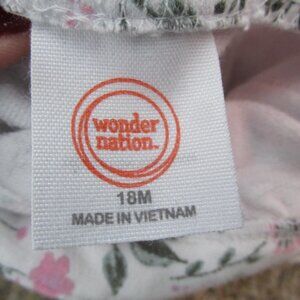 wonder
nation.
18M
MADE IN VIETNAM